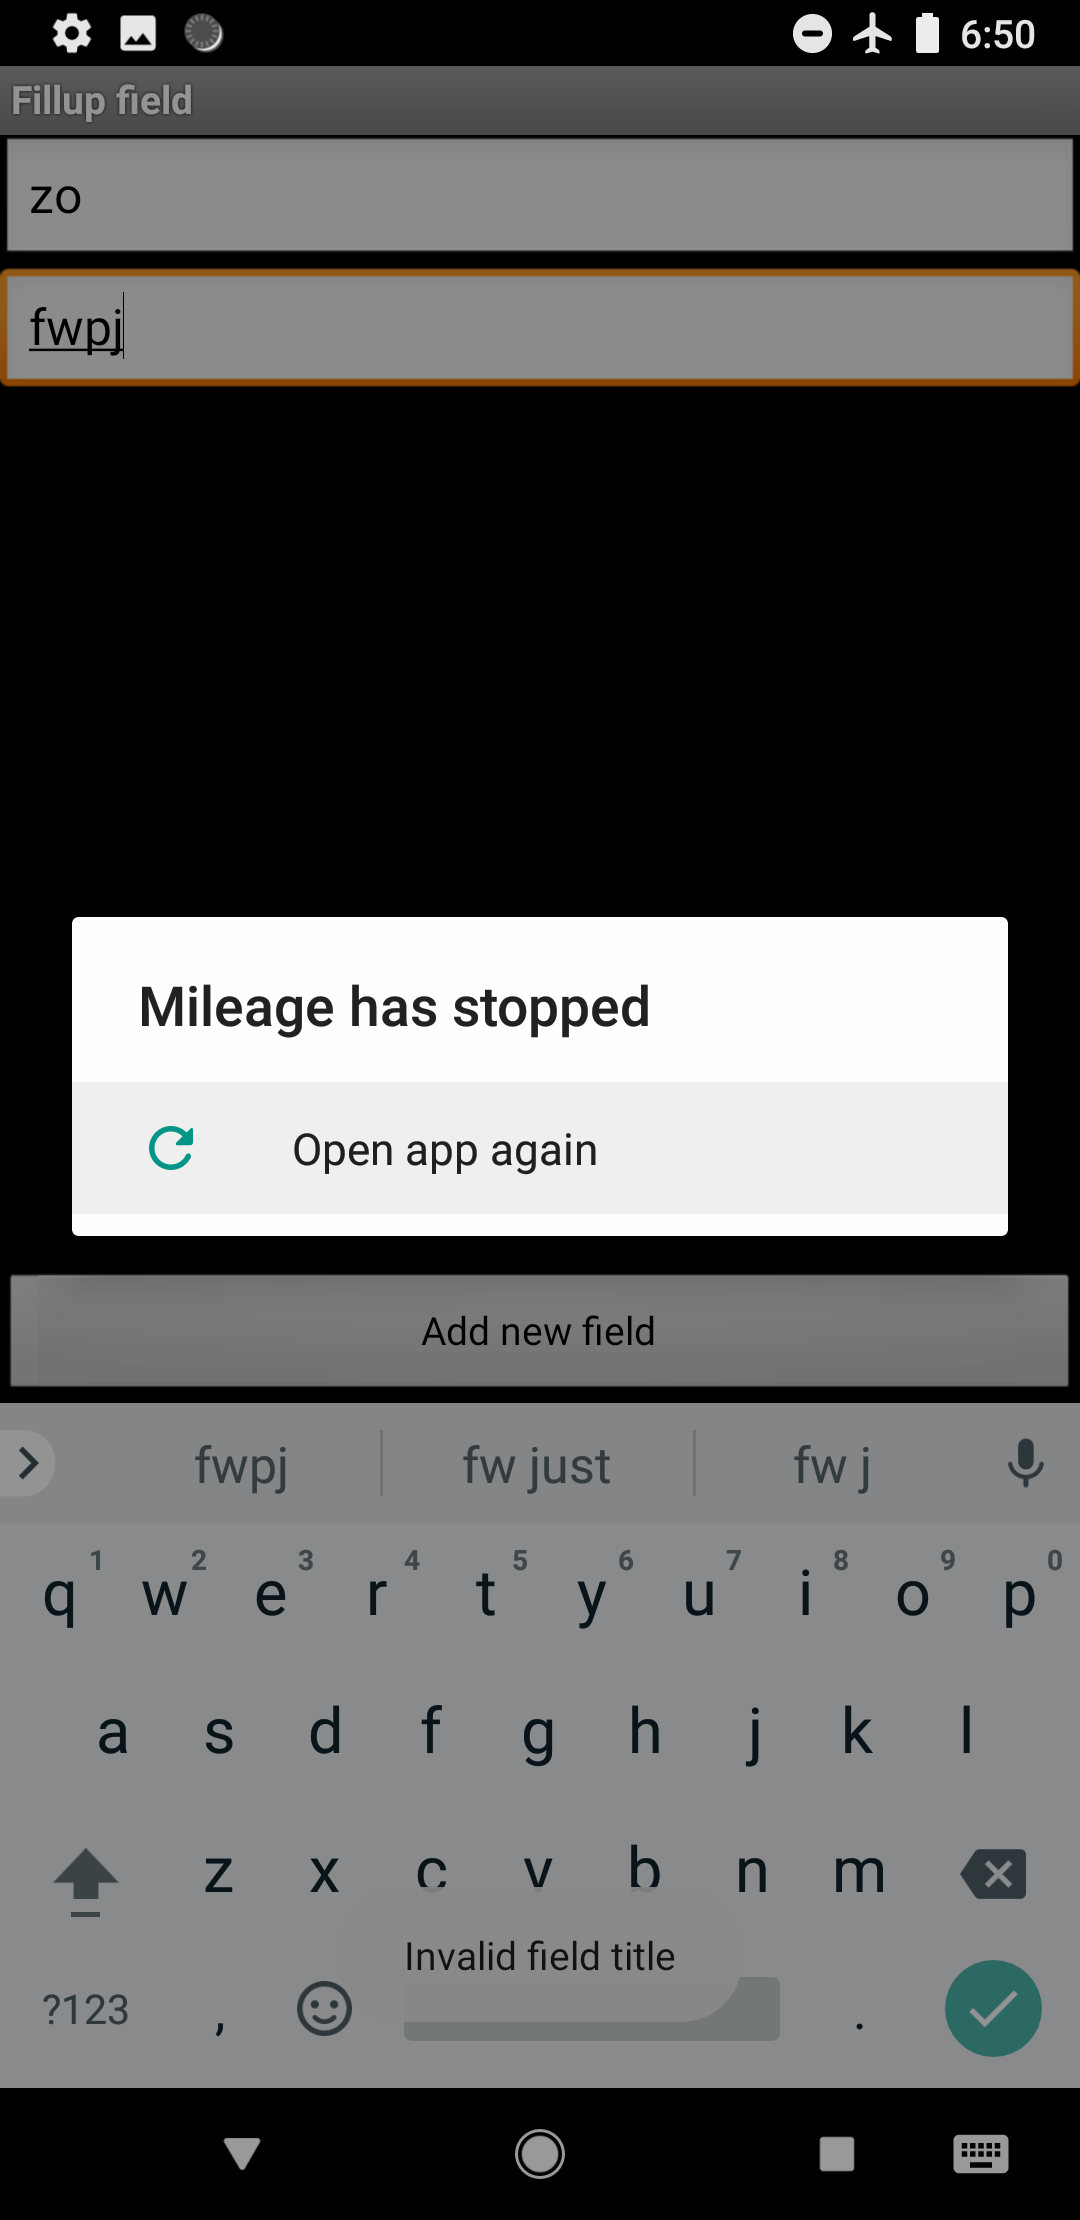 6:50
Fillup field
zo
fwpj
Mileage has stopped
Open app again
Add new field
fwpj fw just fw j
1 2 3 4 5 6 7 8 9 0
q w e r t y u i o p
a s d f g h j k l
z x c v b n m
Invalid field title
?123 , .